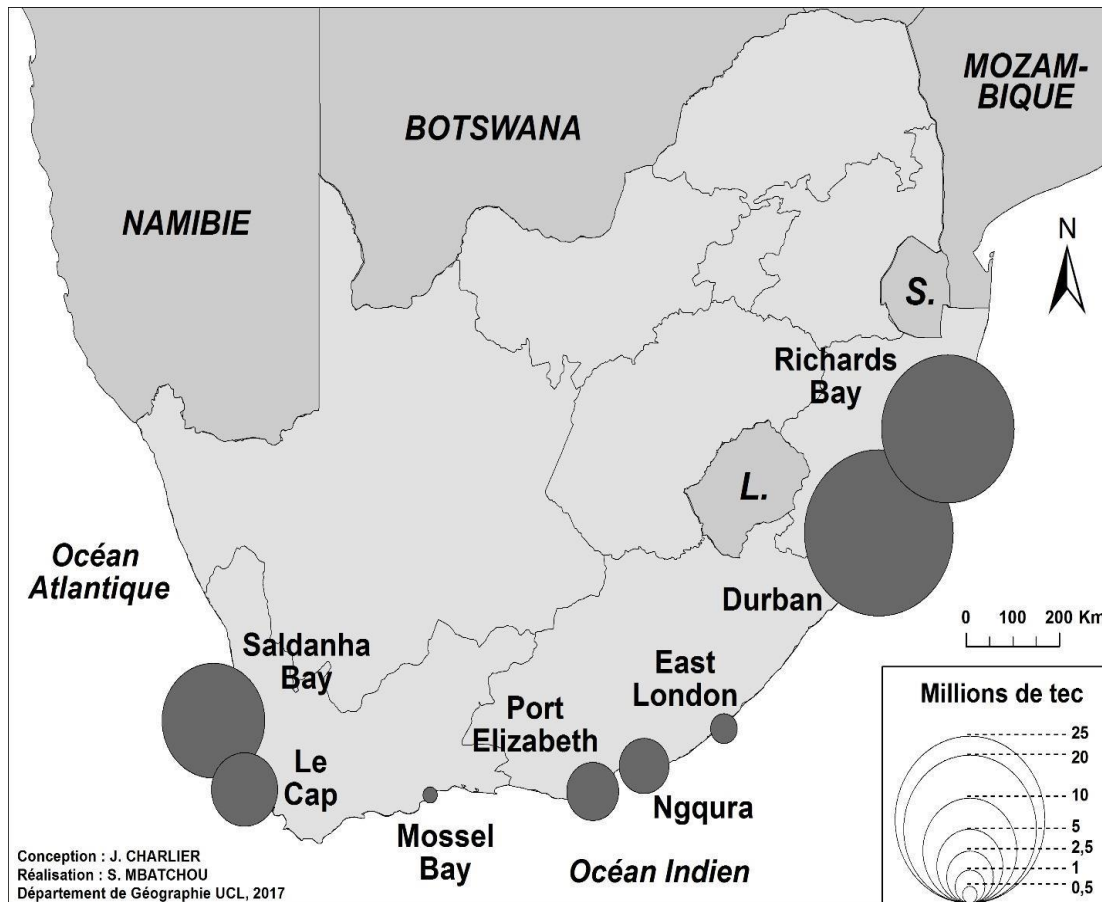 MOZAM-
BIQUE
BOTSWANA
NAMIBIE
N
S.
Richards
Bay
L.
Océan
Atlantique
Durban
0 100 200 Km
Saldanha
Bay
East
London
Port
Elizabeth
Le
Cap
Ngqura
Mossel
Bay
Océan Indien
Millions de tec
25
20
10
5
2,5
1
0,5
Conception : J. CHARLIER
Réalisation : S. MBATCHOU
Département de Géographie UCL, 2017